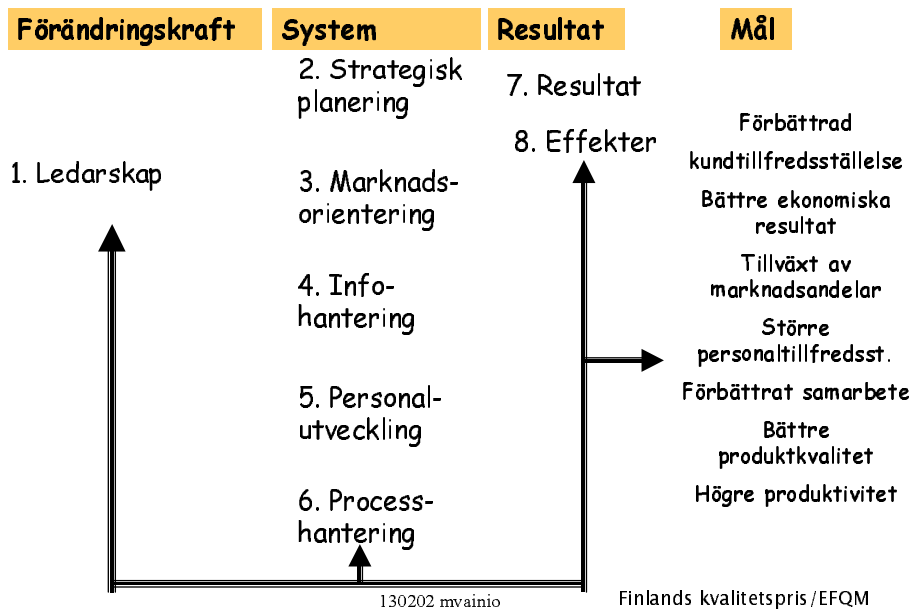 Förändringskraft
System
Resultat
Mål
1. Ledarskap
2. Strategisk
planering
3. Marknads-
orientering
4. Info-
hantering
5. Personal-
utveckling
6. Process-
hantering
7. Resultat
8. Effekter
Förbättrad
kundtillfredsställelse
Bättre ekonomiska
resultat
Tillväxt av
marknadsandelar
Större
personaltillfredsst.
Förbättrat samarbete
Bättre
produktkvalitet
Högre produktivitet
130202 mvainio
Finlands kvalitetspris/EFQM